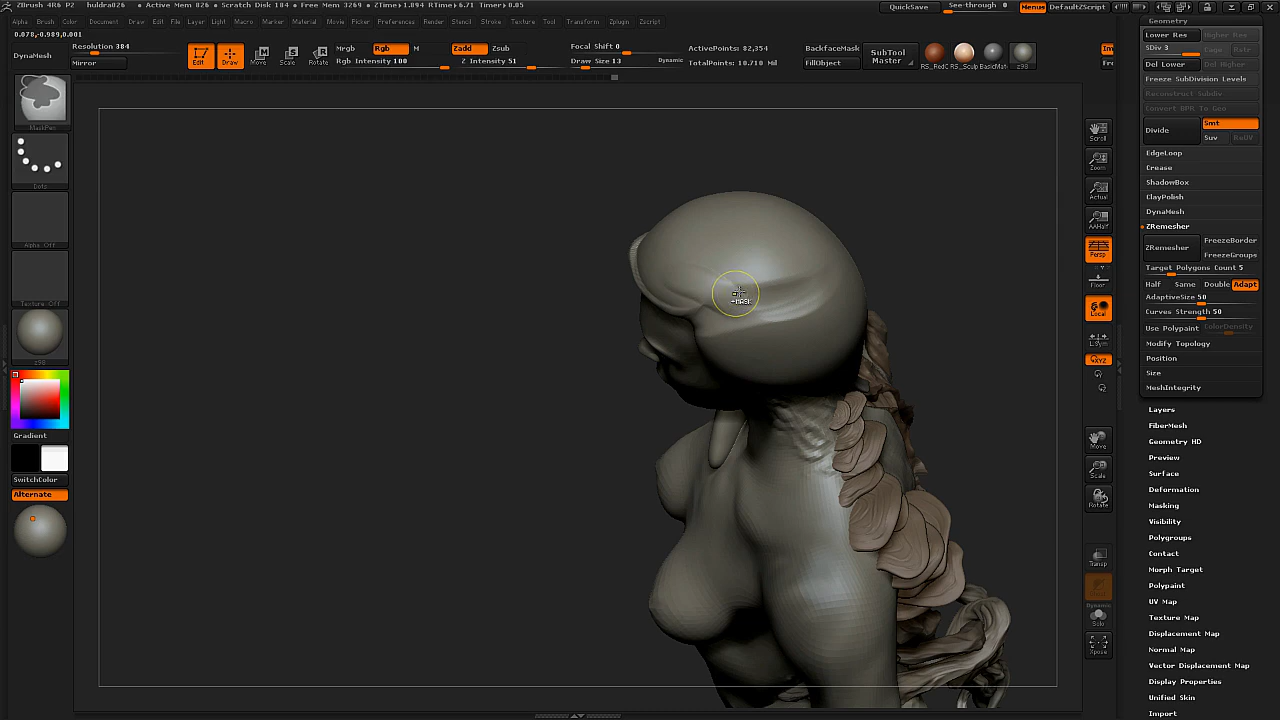 ZBrush 4R6 P2 huldra026 • Active Mem 826 • Scratch Disk 184 • Free Mem 3269 • ZTime▸1.894 RTime▸6.71 Timer▸0.05 QuickSave See-through 0 Menus DefaultZScript
Alpha Brush Color Document Draw Edit File Layer Light Macro Marker Material Movie Picker Preferences Render Stencil Stroke Texture Tool Transform Zplugin Zscript
0.078,-0.989,0.001
DynaMesh
Resolution 384
Mirror
Edit Draw Move Scale Rotate
Mrgb Rgb M
Rgb Intensity 100
Zadd Zsub
Z Intensity 51
Focal Shift 0
Draw Size 13 Dynamic
ActivePoints: 82,354
TotalPoints: 10.710 Mil
BackfaceMask
FillObject
SubTool
Master
z98
MaskPen
Dots
Alpha Off
Texture Off
z98
Gradient
SwitchColor
Alternate
+MASK
Scroll
Zoom
Actual
AAHalf
Persp
Floor
Local
L.Sym
XYZ
Move
Scale
Rotate
Transp
Dynamic
Solo
Xpose
Geometry
Lower Res Higher Res
SDiv 3 Cage Rstr
Del Lower Del Higher
Freeze SubDivision Levels
Reconstruct Subdiv
Convert BPR To Geo
Divide
Smt
Suv ReUV
EdgeLoop
Crease
ShadowBox
ClayPolish
DynaMesh
ZRemesher
ZRemesher
FreezeBorder
FreezeGroups
Target Polygons Count 5
Half Same Double Adapt
AdaptiveSize 50
Curves Strength 50
Use Polypaint ColorDensity
Modify Topology
Position
Size
MeshIntegrity
Layers
FiberMesh
Geometry HD
Preview
Surface
Deformation
Masking
Visibility
Polygroups
Contact
Morph Target
Polypaint
UV Map
Texture Map
Displacement Map
Normal Map
Vector Displacement Map
Display Properties
Unified Skin
Import